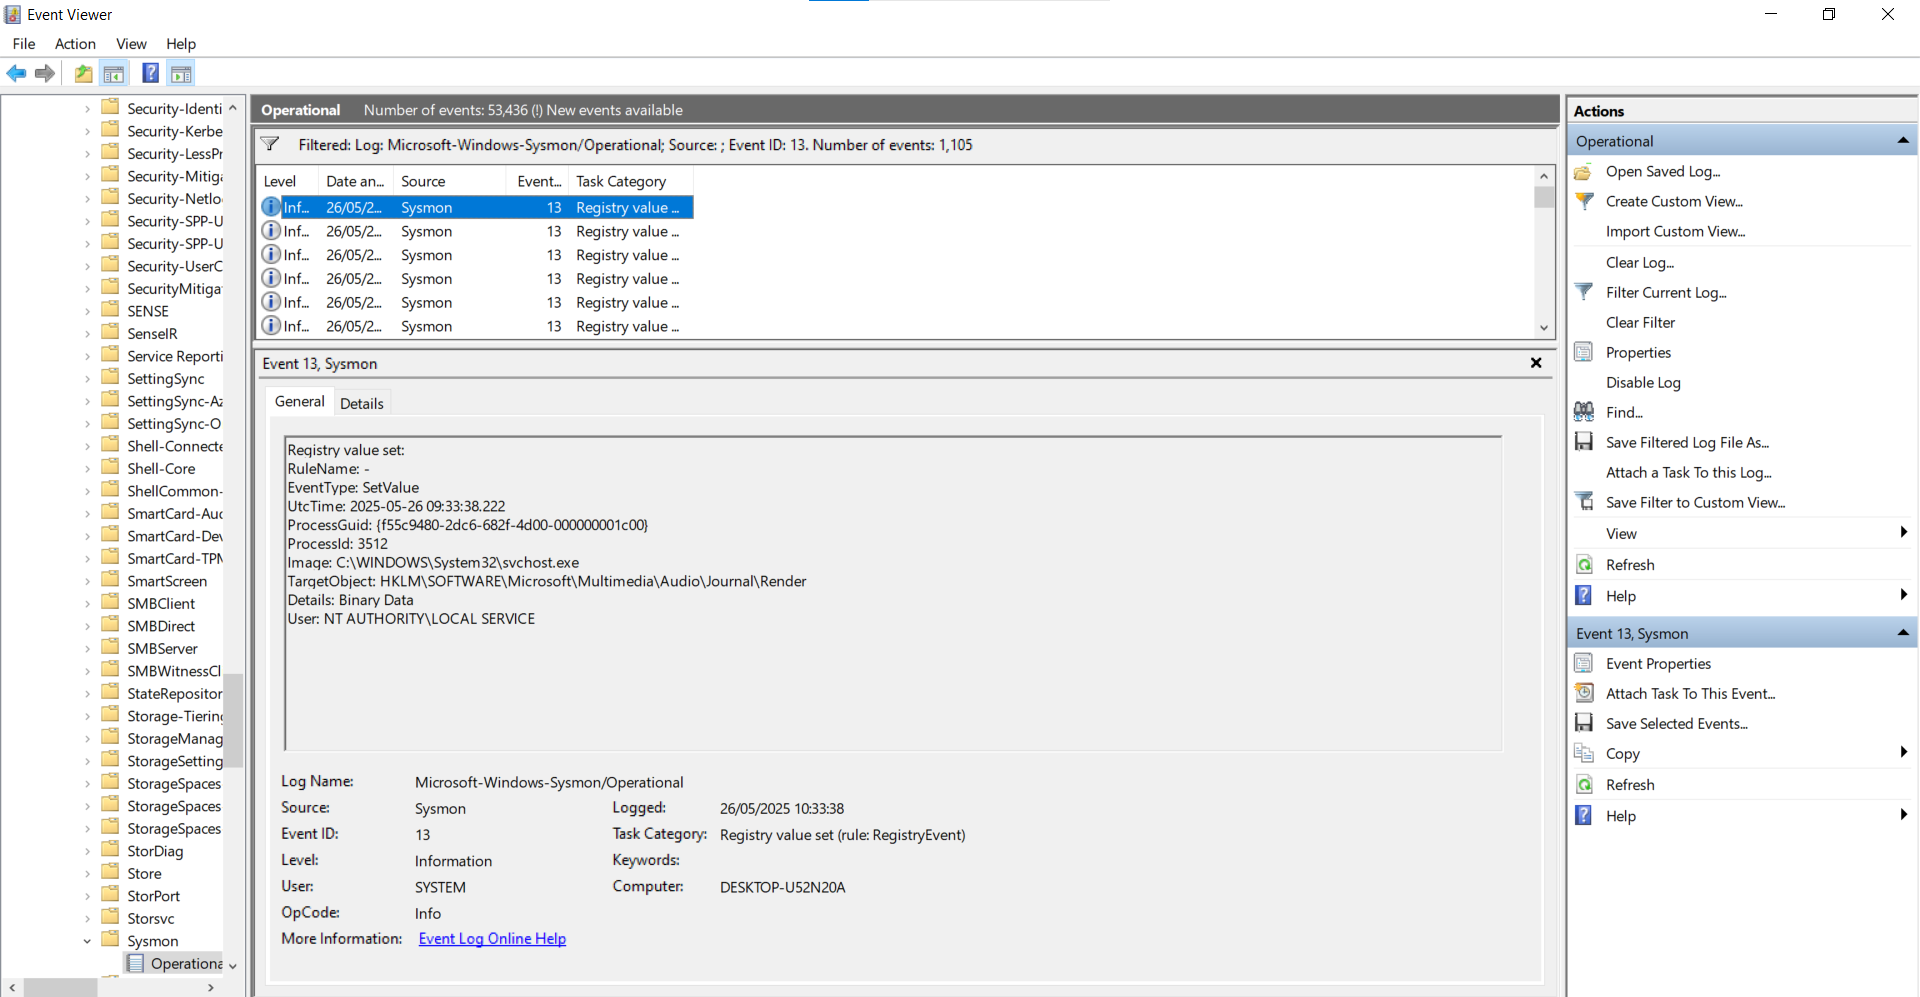 Event Viewer
File Action View Help
Security-Identi
Security-Kerbe
Security-LessPr
Security-Mitiga
Security-Netlo
Security-SPP-U
Security-SPP-U
Security-UserC
SecurityMitiga
SENSE
SenseIR
Service Reporti
SettingSync
SettingSync-Az
SettingSync-O
Shell-Connecte
Shell-Core
ShellCommon-
SmartCard-Aud
SmartCard-Dev
SmartCard-TPM
SmartScreen
SMBClient
SMBDirect
SMBServer
SMBWitnessCl
StateRepositor
Storage-Tiering
StorageManag
StorageSetting
StorageSpaces
StorageSpaces
StorageSpaces
StorDiag
Store
StorPort
Storsvc
Sysmon
Operationa
Operational Number of events: 53,436 (!) New events available
Filtered: Log: Microsoft-Windows-Sysmon/Operational; Source: ; Event ID: 13. Number of events: 1,105
Level Date an... Source Event... Task Category
Inf... 26/05/2... Sysmon 13 Registry value ...
Inf... 26/05/2... Sysmon 13 Registry value ...
Inf... 26/05/2... Sysmon 13 Registry value ...
Inf... 26/05/2... Sysmon 13 Registry value ...
Inf... 26/05/2... Sysmon 13 Registry value ...
Inf... 26/05/2... Sysmon 13 Registry value ...
Event 13, Sysmon
General Details
Registry value set:
RuleName: -
EventType: SetValue
UtcTime: 2025-05-26 09:33:38.222
ProcessGuid: {f55c9480-2dc6-682f-4d00-000000001c00}
ProcessId: 3512
Image: C:\WINDOWS\System32\svchost.exe
TargetObject: HKLM\SOFTWARE\Microsoft\Multimedia\Audio\Journal\Render
Details: Binary Data
User: NT AUTHORITY\LOCAL SERVICE
Log Name: Microsoft-Windows-Sysmon/Operational
Source: Sysmon Logged: 26/05/2025 10:33:38
Event ID: 13 Task Category: Registry value set (rule: RegistryEvent)
Level: Information Keywords:
User: SYSTEM Computer: DESKTOP-U52N20A
OpCode: Info
More Information: Event Log Online Help
Actions
Operational
Open Saved Log...
Create Custom View...
Import Custom View...
Clear Log...
Filter Current Log...
Clear Filter
Properties
Disable Log
Find...
Save Filtered Log File As...
Attach a Task To this Log...
Save Filter to Custom View...
View
Refresh
Help
Event 13, Sysmon
Event Properties
Attach Task To This Event...
Save Selected Events...
Copy
Refresh
Help